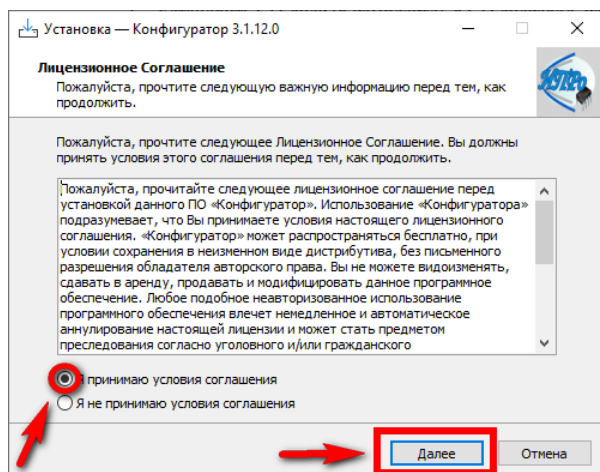 Установка — Конфигуратор 3.1.12.0
Лицензионное Соглашение
Пожалуйста, прочтите следующую важную информацию перед тем, как
продолжить.
Пожалуйста, прочтите следующее Лицензионное Соглашение. Вы должны
принять условия этого соглашения перед тем, как продолжить.
Пожалуйста, прочитайте следующее лицензионное соглашение перед
установкой данного ПО «Конфигуратор». Использование «Конфигуратора»
подразумевает, что Вы принимаете условия настоящего лицензионного
соглашения. «Конфигуратор» может распространяться бесплатно, при
условии сохранения в неизменном виде дистрибутива, без письменного
разрешения обладателя авторского права. Вы не можете видоизменять,
сдавать в аренду, продавать и модифицировать данное программное
обеспечение. Любое подобное неавторизованное использование
программного обеспечения влечет немедленное и автоматическое
аннулирование настоящей лицензии и может стать предметом
преследования согласно уголовного и/или гражданского
Я принимаю условия соглашения
Я не принимаю условия соглашения
Далее
Отмена